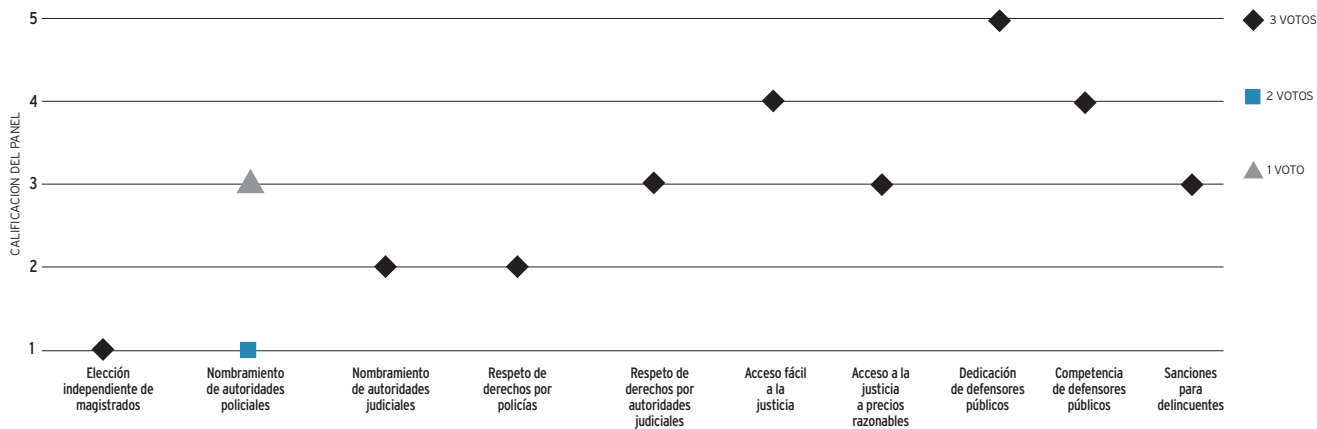 CALIFICACION DEL PANEL
5
4
3
2
1
3 VOTOS
2 VOTOS
1 VOTO
Elección
independiente de
magistrados
Nombramiento
de autoridades
policiales
Nombramiento
de autoridades
judiciales
Respeto de
derechos por
policías
Respeto de
derechos por
autoridades
judiciales
Acceso fácil
a la
justicia
Acceso a la
justicia
a precios
razonables
Dedicación
de defensores
públicos
Competencia
de defensores
públicos
Sanciones
para
delincuentes